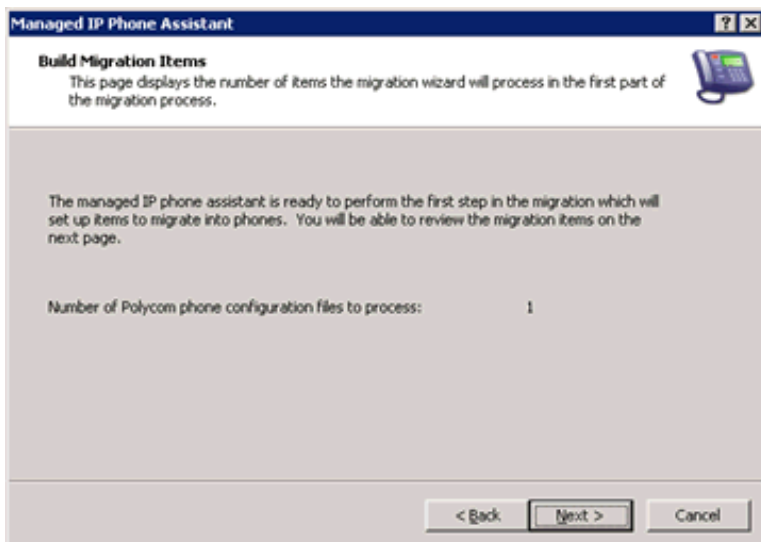 Managed IP Phone Assistant
? X
Build Migration Items
This page displays the number of items the migration wizard will process in the first part of
the migration process.
The managed IP phone assistant is ready to perform the first step in the migration which will
set up items to migrate into phones. You will be able to review the migration items on the
next page.
Number of Polycom phone configuration files to process: 1
< Back Next > Cancel